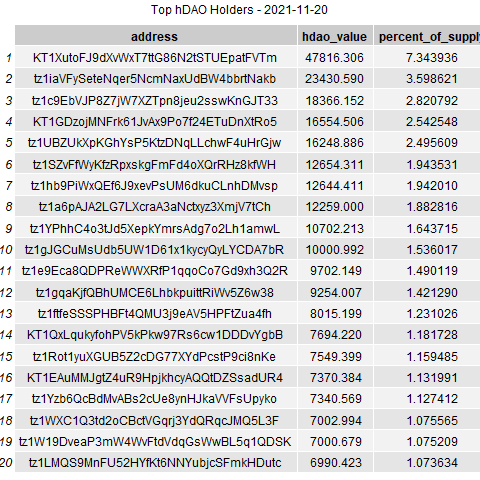 Top hDAO Holders - 2021-11-20
address hdao_value percent_of_supply
1 KT1XutoFJ9dXvWxT7ttG86N2tSTUEpatFVTm 47816.306 7.343936
2 tz1iaVFySeteNqer5NcmNaxUdBW4bbrtNakb 23430.590 3.598621
3 tz1c9EbVJP8Z7jW7XZTpn8jeu2sswKnGJT33 18366.152 2.820792
4 KT1GDzojMNFrk61JvAx9Po7f24ETuDnXtRo5 16554.506 2.542548
5 tz1UBZUkXpKGhYsP5KtzDNqLLchwF4uHrGjw 16248.886 2.495609
6 tz1SZvFfWyKfzRpxskgFmFd4oXQrRHz8kfWH 12654.311 1.943531
7 tz1hb9PiWxQEf6J9xevPsUM6dkuCLnhDMvsp 12644.411 1.942010
8 tz1a6pAJA2LG7LXcraA3aNctxyz3XmjV7tCh 12259.000 1.882816
9 tz1YPhhC4o3tJd5XepkYmrsAdg7o2Lh1amwL 10702.213 1.643715
10 tz1gJGCuMsUdb5UW1D61x1kycyQyLYCDA7bR 10000.992 1.536017
11 tz1e9Eca8QDPReWWXRfP1qqoCo7Gd9xh3Q2R 9702.149 1.490119
12 tz1gqaKjfQBhUMCE6LhbkpuittRiWv5Z6w38 9254.007 1.421290
13 tz1ftfeSSSPHBFt4QMU3j9eAV5HPFtZua4fh 8015.199 1.231026
14 KT1QxLqukyfohPV5kPkw97Rs6cw1DDDvYgbB 7694.220 1.181728
15 tz1Rot1yuXGUB5Z2cDG77XYdPcstP9ci8nKe 7549.399 1.159485
16 KT1EAuMMJgtZ4uR9HpjkhcyAQQtDZSsadUR4 7370.384 1.131991
17 tz1Yzb6QcBdMvABs2cUe8ynHJkaVVFsUpyko 7340.569 1.127412
18 tz1WXC1Q3td2oCBctVGqrj3YdQRqcJMQ5L3F 7002.994 1.075565
19 tz1W19DveaP3mW4WvFtdVdqGsWwBL5q1QDSK 7000.679 1.075209
20 tz1LMQS9MnFU52HYfKt6NNYubjcSFmkHDutc 6990.423 1.073634